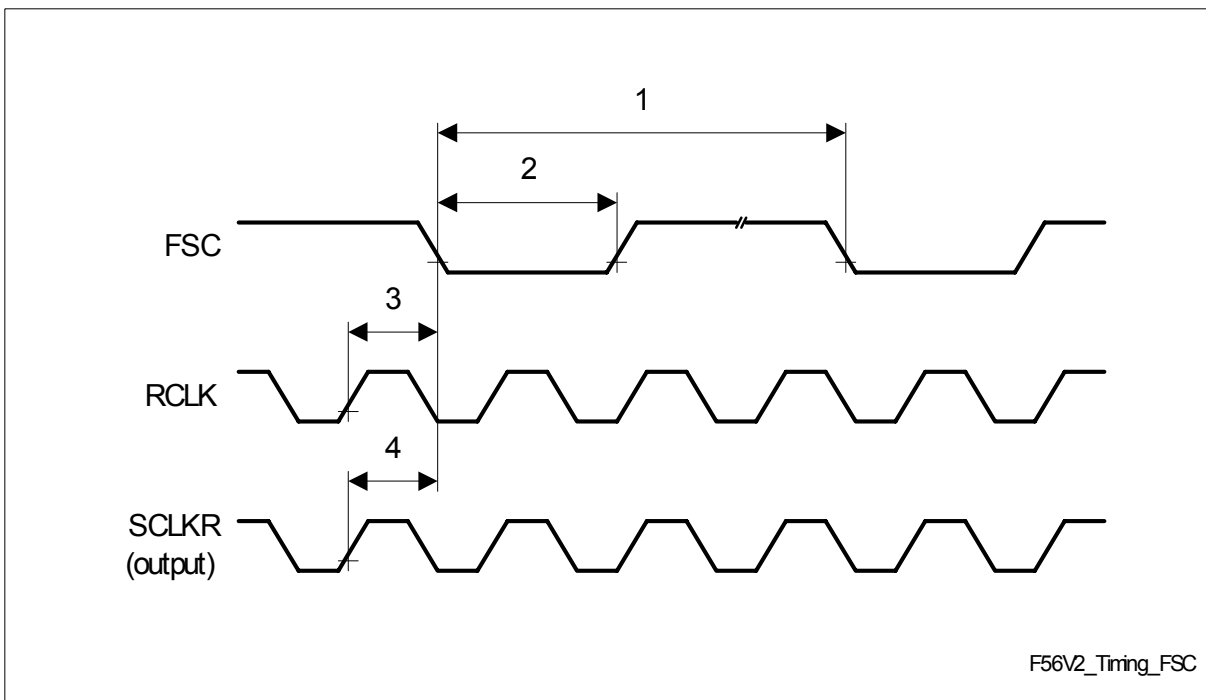 1
2
FSC
3
RCLK
4
SCLKR
(output)
F56V2_Timing_FSC